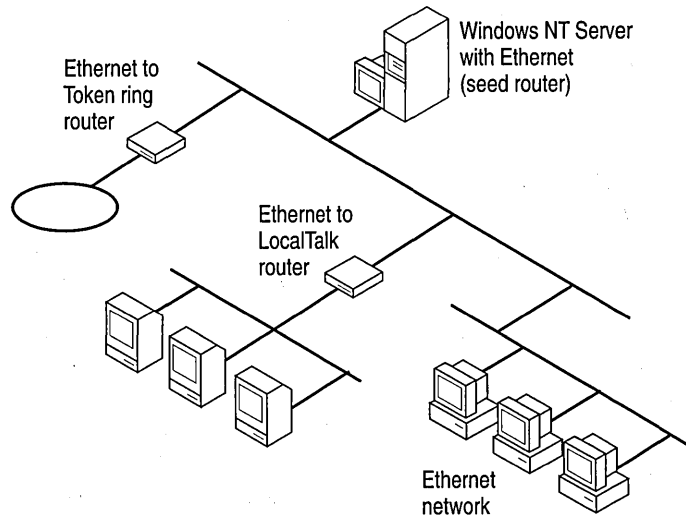 Windows NT Server
with Ethernet
(seed router)
Ethernet to
Token ring
router
Ethernet to
LocalTalk
router
Ethernet
network